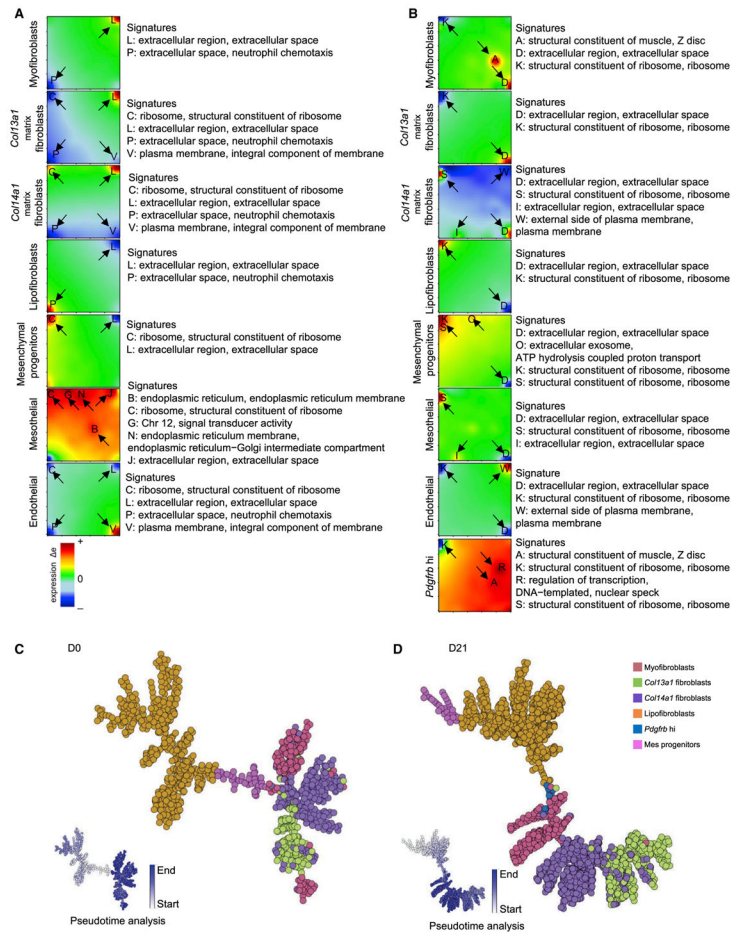 A
Myofibroblasts
L
P
Signatures
L: extracellular region, extracellular space
P: extracellular space, neutrophil chemotaxis
Col13a1
matrix
fibroblasts
C
L
P
V
Signatures
C: ribosome, structural constituent of ribosome
L: extracellular region, extracellular space
P: extracellular space, neutrophil chemotaxis
V: plasma membrane, integral component of membrane
Col14a1
matrix
fibroblasts
C
L
P
V
Signatures
C: ribosome, structural constituent of ribosome
L: extracellular region, extracellular space
P: extracellular space, neutrophil chemotaxis
V: plasma membrane, integral component of membrane
Lipofibroblasts
L
P
Signatures
L: extracellular region, extracellular space
P: extracellular space, neutrophil chemotaxis
Mesenchymal
progenitors
C
L
Signatures
C: ribosome, structural constituent of ribosome
L: extracellular region, extracellular space
Mesothelial
C G N J
B
Signatures
B: endoplasmic reticulum, endoplasmic reticulum membrane
C: ribosome, structural constituent of ribosome
G: Chr 12, signal transducer activity
N: endoplasmic reticulum membrane,
endoplasmic reticulum−Golgi intermediate compartment
J: extracellular region, extracellular space
Endothelial
C
L
P
V
Signatures
C: ribosome, structural constituent of ribosome
L: extracellular region, extracellular space
P: extracellular space, neutrophil chemotaxis
V: plasma membrane, integral component of membrane
expression Δe
+
0
−
B
Myofibroblasts
K
A
D
Signatures
A: structural constituent of muscle, Z disc
D: extracellular region, extracellular space
K: structural constituent of ribosome, ribosome
Col13a1
matrix
fibroblasts
K
D
Signatures
D: extracellular region, extracellular space
K: structural constituent of ribosome, ribosome
Col14a1
matrix
fibroblasts
S
W
I
D
Signatures
D: extracellular region, extracellular space
S: structural constituent of ribosome, ribosome
I: extracellular region, extracellular space
W: external side of plasma membrane,
plasma membrane
Lipofibroblasts
K
D
Signatures
D: extracellular region, extracellular space
K: structural constituent of ribosome, ribosome
Mesenchymal
progenitors
K
S
O
D
Signatures
D: extracellular region, extracellular space
O: extracellular exosome,
ATP hydrolysis coupled proton transport
K: structural constituent of ribosome, ribosome
S: structural constituent of ribosome, ribosome
Mesothelial
S
I
D
Signatures
D: extracellular region, extracellular space
S: structural constituent of ribosome, ribosome
I: extracellular region, extracellular space
Endothelial
K
W
D
Signature
D: extracellular region, extracellular space
K: structural constituent of ribosome, ribosome
W: external side of plasma membrane,
plasma membrane
Pdgfrb hi
K
R
A
Signatures
A: structural constituent of muscle, Z disc
K: structural constituent of ribosome, ribosome
R: regulation of transcription,
DNA−templated, nuclear speck
S: structural constituent of ribosome, ribosome
C
D0
End
Start
Pseudotime analysis
D
D21
Myofibroblasts
Col13a1 fibroblasts
Col14a1 fibroblasts
Lipofibroblasts
Pdgfrb hi
Mes progenitors
End
Start
Pseudotime analysis